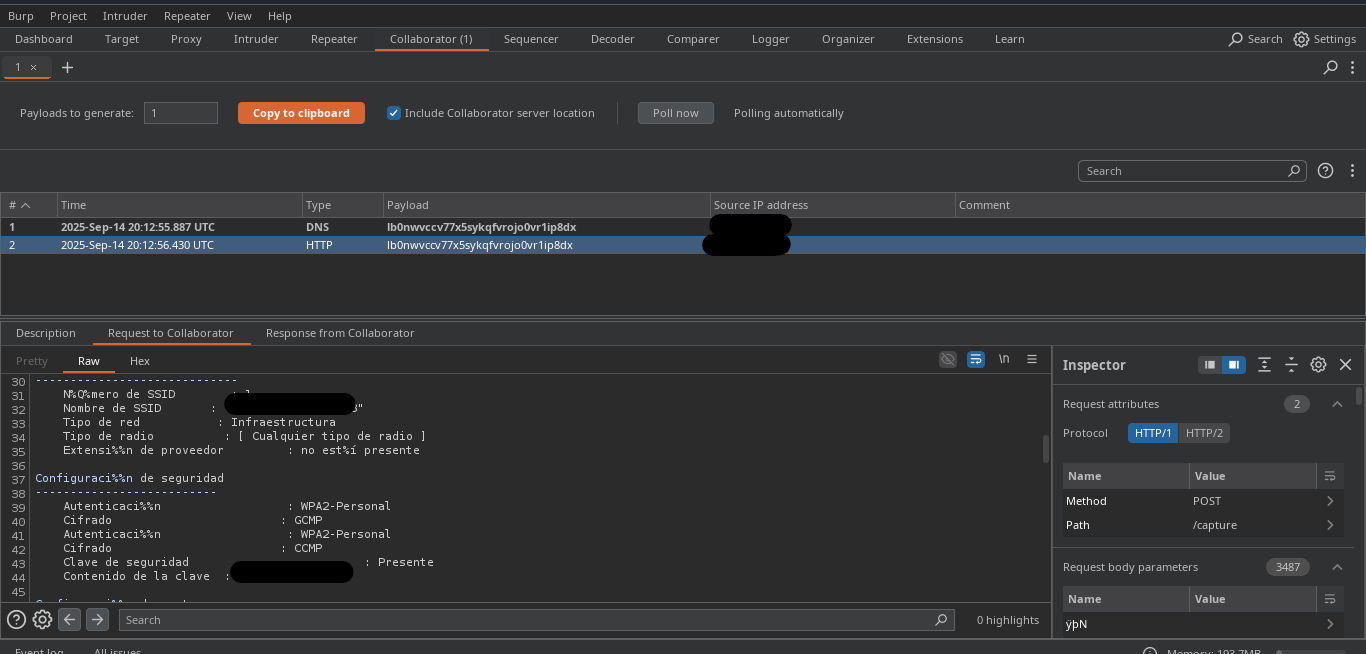 Burp Project Intruder Repeater View Help
Dashboard Target Proxy Intruder Repeater Collaborator (1) Sequencer Decoder Comparer Logger Organizer Extensions Learn Search Settings
1 × +
Payloads to generate: 1 Copy to clipboard Include Collaborator server location Poll now Polling automatically
Search
# Time Type Payload Source IP address Comment
1 2025-Sep-14 20:12:55.887 UTC DNS lb0nwvccv77x5sykqfvrojo0vr1ip8dx
2 2025-Sep-14 20:12:56.430 UTC HTTP lb0nwvccv77x5sykqfvrojo0vr1ip8dx
Description Request to Collaborator Response from Collaborator
Pretty Raw Hex \n
30 -----------------------------
31 N%Q%mero de SSID :
32 Nombre de SSID : "
33 Tipo de red : Infraestructura
34 Tipo de radio : [ Cualquier tipo de radio ]
35 Extensi%%n de proveedor : no est%í presente
36
37 Configuraci%%n de seguridad
38 --------------------------
39 Autenticaci%%n : WPA2-Personal
40 Cifrado : GCMP
41 Autenticaci%%n : WPA2-Personal
42 Cifrado : CCMP
43 Clave de seguridad : Presente
44 Contenido de la clave :
45
Search 0 highlights
Inspector
Request attributes 2
Protocol HTTP/1 HTTP/2
Name Value
Method POST
Path /capture
Request body parameters 3487
Name Value
ÿþN
Event log All issues Memory: 193.7MB